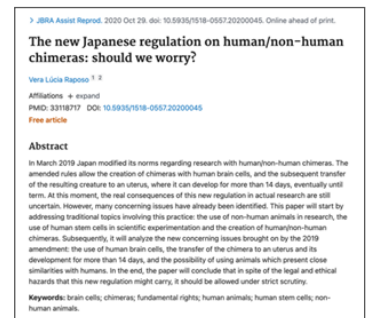 > JBRA Assist Reprod. 2020 Oct 29. doi: 10.5935/1518-0557.20200045. Online ahead of print.
The new Japanese regulation on human/non-human
chimeras: should we worry?
Vera Lúcia Raposo 1 2
Affiliations + expand
PMID: 33118717 DOI: 10.5935/1518-0557.20200045
Free article
Abstract
In March 2019 Japan modified its norms regarding research with human/non-human chimeras. The
amended rules allow the creation of chimeras with human brain cells, and the subsequent transfer
of the resulting creature to an uterus, where it can develop for more than 14 days, eventually until
term. At this moment, the real consequences of this new regulation in actual research are still
uncertain. However, many concerning issues have already been identified. This paper will start by
addressing traditional topics involving this practice: the use of non-human animals in research, the
use of human stem cells in scientific experimentation and the creation of human/non-human
chimeras. Subsequently, it will analyze the new concerning issues brought on by the 2019
amendment: the use of human brain cells, the transfer of the chimera to an uterus and its
development for more than 14 days, and the possibility of using animals which present close
similarities with humans. In the end, the paper will conclude that in spite of the legal and ethical
hazards that this new regulation might carry, it should be allowed under strict scrutiny.
Keywords: brain cells; chimeras; fundamental rights; human animals; human stem cells; non-
human animals.